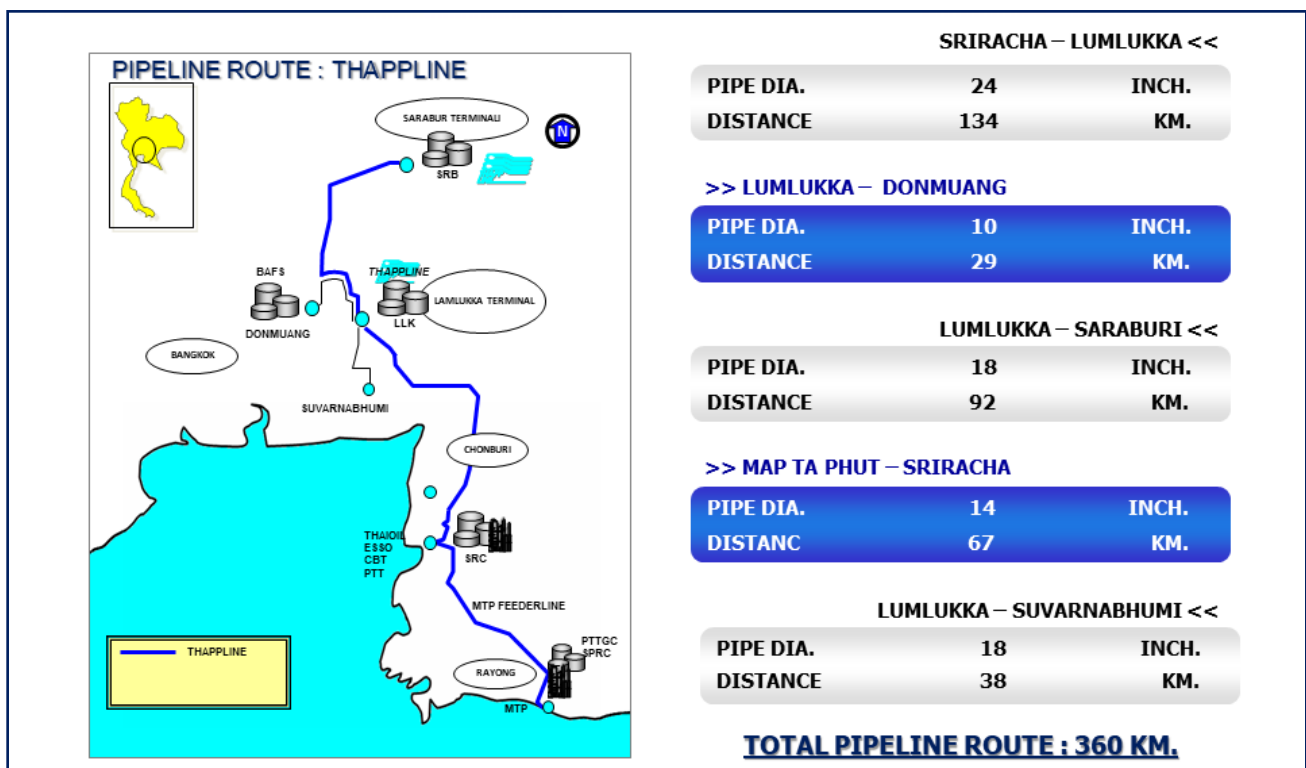 PIPELINE ROUTE : THAPPLINE
SARABUR TERMINALI
N
SRB
BAFS
THAPPLINE
LAMLUKKA TERMINAL
LLK
DONMUANG
BANGKOK
SUVARNABHUMI
CHONBURI
THAIOIL
ESSO
CBT
PTT
SRC
MTP FEEDERLINE
PTTGC
SPRC
RAYONG
MTP
THAPPLINE
SRIRACHA – LUMLUKKA <<
PIPE DIA. 24 INCH.
DISTANCE 134 KM.
>> LUMLUKKA – DONMUANG
PIPE DIA. 10 INCH.
DISTANCE 29 KM.
LUMLUKKA – SARABURI <<
PIPE DIA. 18 INCH.
DISTANCE 92 KM.
>> MAP TA PHUT – SRIRACHA
PIPE DIA. 14 INCH.
DISTANC 67 KM.
LUMLUKKA – SUVARNABHUMI <<
PIPE DIA. 18 INCH.
DISTANCE 38 KM.
TOTAL PIPELINE ROUTE : 360 KM.